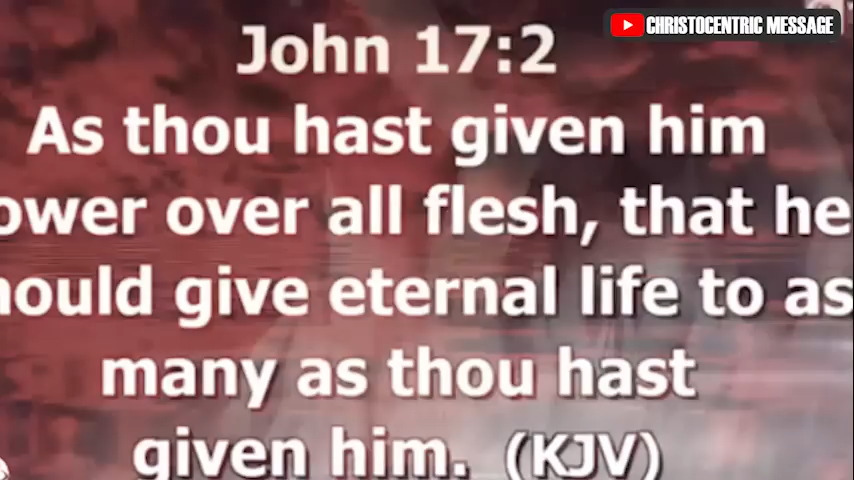 CHRISTOCENTRIC MESSAGE
John 17:2
As thou hast given him
ower over all flesh, that he
hould give eternal life to as
many as thou hast
given him. (KJV)